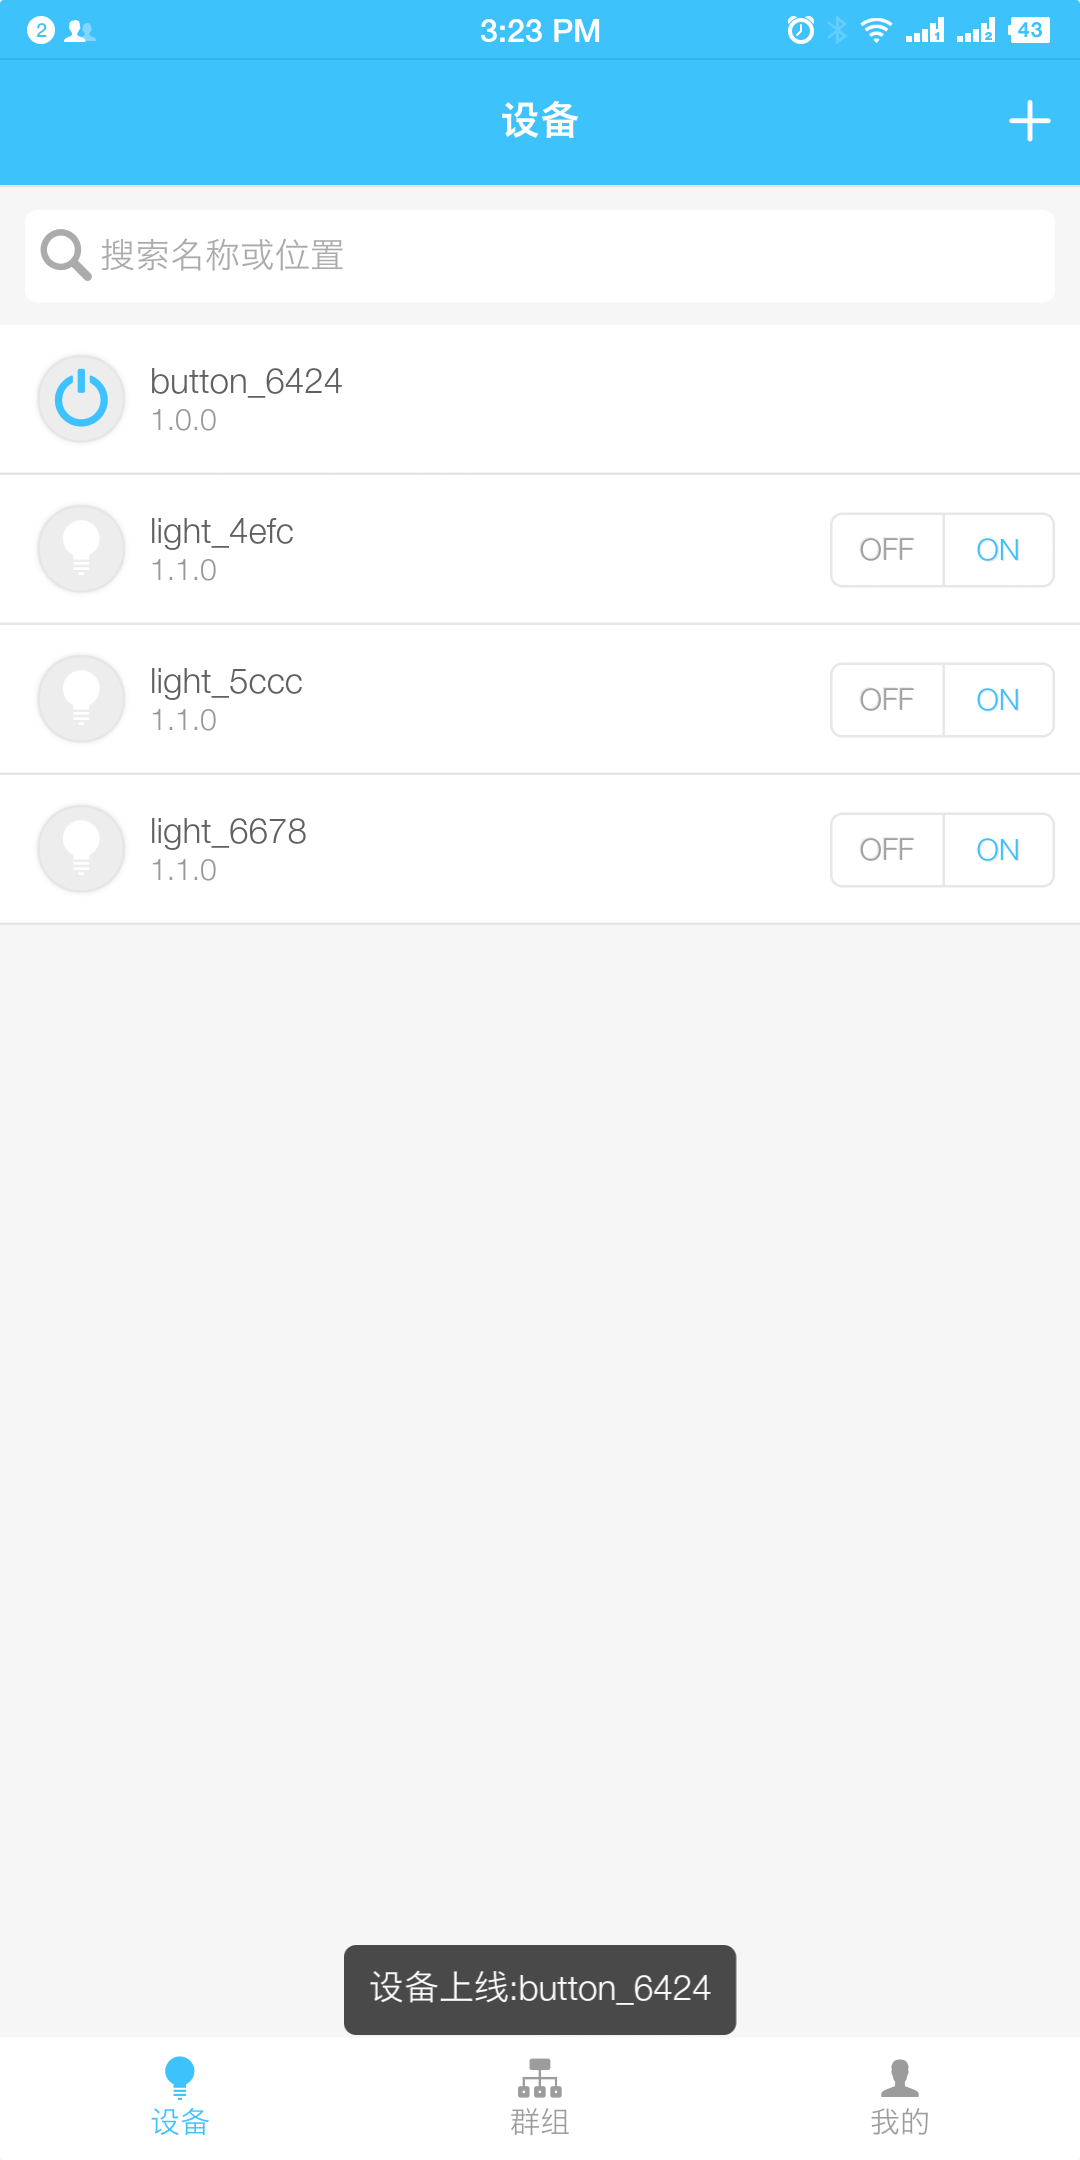 2
3:23 PM
1
2
43
设备
搜索名称或位置
button_6424
1.0.0
light_4efc
1.1.0
OFF ON
light_5ccc
1.1.0
OFF ON
light_6678
1.1.0
OFF ON
设备上线:button_6424
设备 群组 我的